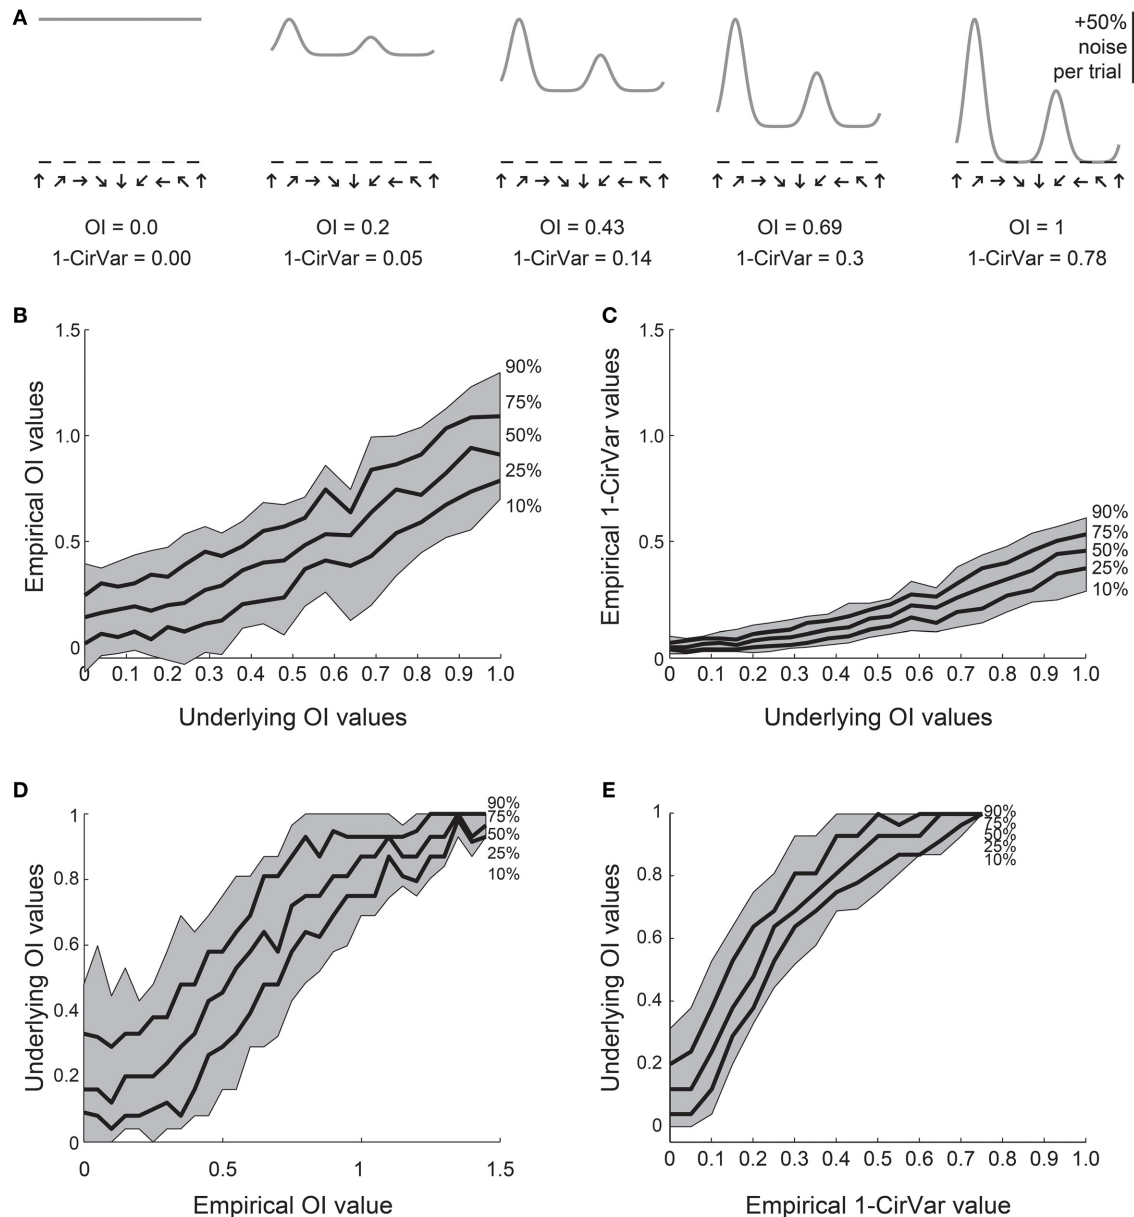 A
+50%
noise
per trial
OI = 0.0
1-CirVar = 0.00
OI = 0.2
1-CirVar = 0.05
OI = 0.43
1-CirVar = 0.14
OI = 0.69
1-CirVar = 0.3
OI = 1
1-CirVar = 0.78
B
Empirical OI values
1.5
1.0
0.5
0
0 0.1 0.2 0.3 0.4 0.5 0.6 0.7 0.8 0.9 1.0
Underlying OI values
90%
75%
50%
25%
10%
C
Empirical 1-CirVar values
1.5
1.0
0.5
0
0 0.1 0.2 0.3 0.4 0.5 0.6 0.7 0.8 0.9 1.0
Underlying OI values
90%
75%
50%
25%
10%
D
Underlying OI values
1
0.8
0.6
0.4
0.2
0
0 0.5 1 1.5
Empirical OI value
90%
75%
50%
25%
10%
E
Underlying OI values
1
0.8
0.6
0.4
0.2
0
0 0.1 0.2 0.3 0.4 0.5 0.6 0.7 0.8 0.9 1.0
Empirical 1-CirVar value
90%
75%
50%
25%
10%